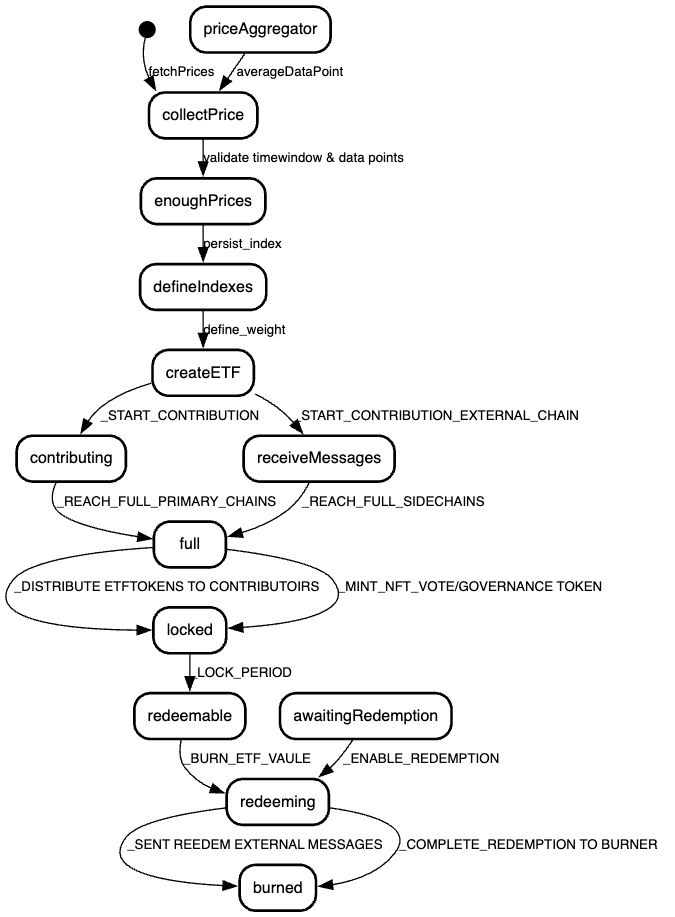 priceAggregator
fetchPrices
averageDataPoint
collectPrice
validate timewindow & data points
enoughPrices
persist_index
defineIndexes
define_weight
createETF
_START_CONTRIBUTION
START_CONTRIBUTION_EXTERNAL_CHAIN
contributing
receiveMessages
_REACH_FULL_PRIMARY_CHAINS
_REACH_FULL_SIDECHAINS
full
_DISTRIBUTE ETFTOKENS TO CONTRIBUTOIRS
_MINT_NFT_VOTE/GOVERNANCE TOKEN
locked
_LOCK_PERIOD
redeemable
awaitingRedemption
_BURN_ETF_VAULE
_ENABLE_REDEMPTION
redeeming
_SENT REEDEM EXTERNAL MESSAGES
_COMPLETE_REDEMPTION TO BURNER
burned